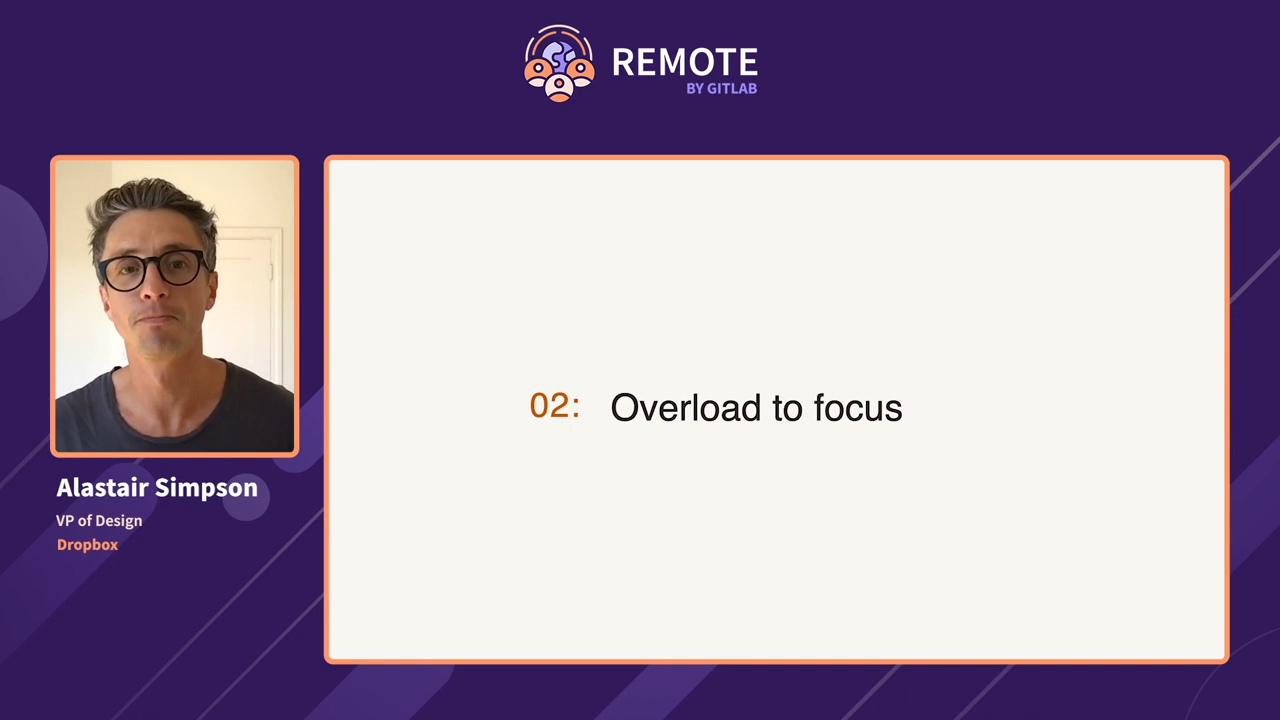 REMOTE
BY GITLAB
02: Overload to focus
Alastair Simpson
VP of Design
Dropbox